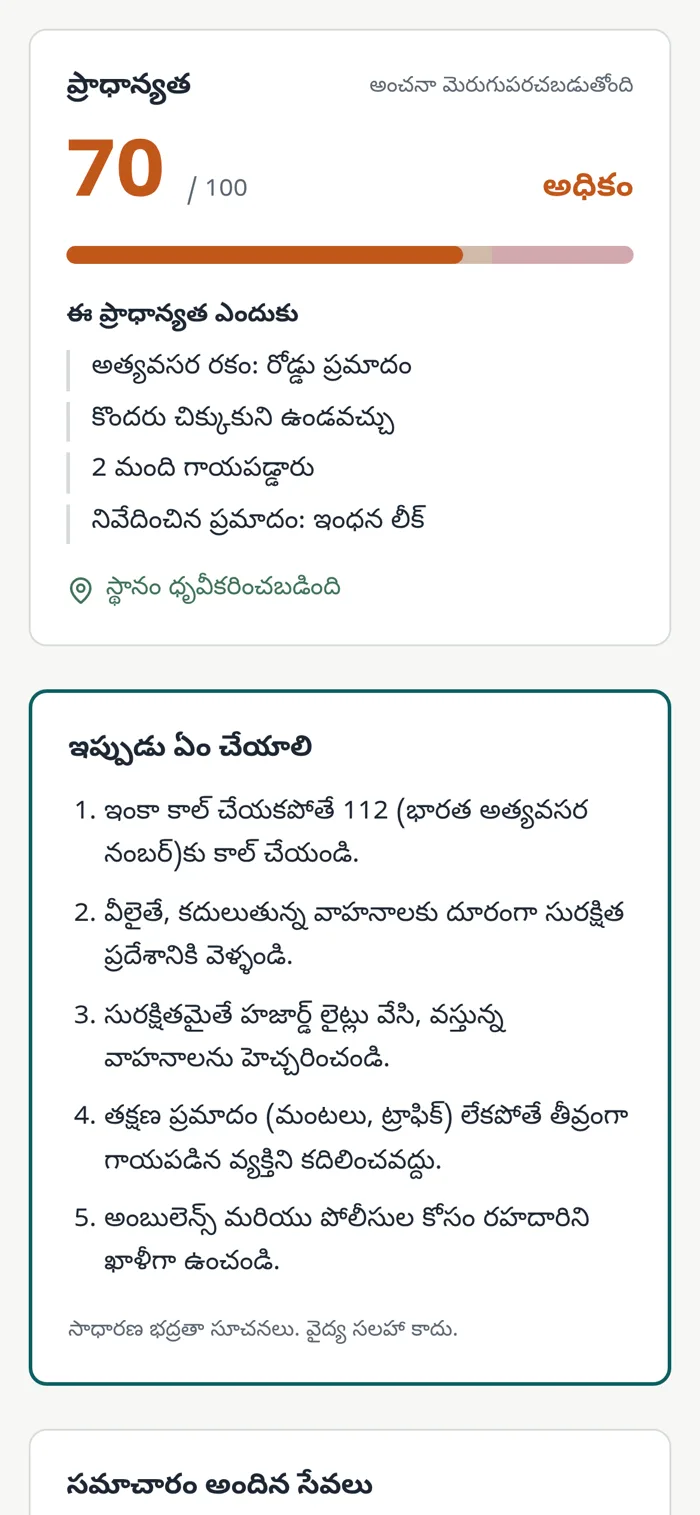 ప్రాధాన్యత
అంచనా మెరుగుపరచబడుతోంది
70 / 100
అధికం
ఈ ప్రాధాన్యత ఎందుకు
అత్యవసర రకం: రోడ్డు ప్రమాదం
కొందరు చిక్కుకుని ఉండవచ్చు
2 మంది గాయపడ్డారు
నివేదించిన ప్రమాదం: ఇంధన లీక్
స్థానం ధృవీకరించబడింది
ఇప్పుడు ఏం చేయాలి
1. ఇంకా కాల్ చేయకపోతే 112 (భారత అత్యవసర
నంబర్)కు కాల్ చేయండి.
2. వీలైతే, కదులుతున్న వాహనాలకు దూరంగా సురక్షిత
ప్రదేశానికి వెళ్ళండి.
3. సురక్షితమైతే హజార్డ్ లైట్లు వేసి, వస్తున్న
వాహనాలను హెచ్చరించండి.
4. తక్షణ ప్రమాదం (మంటలు, ట్రాఫిక్) లేకపోతే తీవ్రంగా
గాయపడిన వ్యక్తిని కదిలించవద్దు.
5. అంబులెన్స్ మరియు పోలీసుల కోసం రహదారిని
ఖాళీగా ఉంచండి.
సాధారణ భద్రతా సూచనలు. వైద్య సలహా కాదు.
సమాచారం అందిన సేవలు